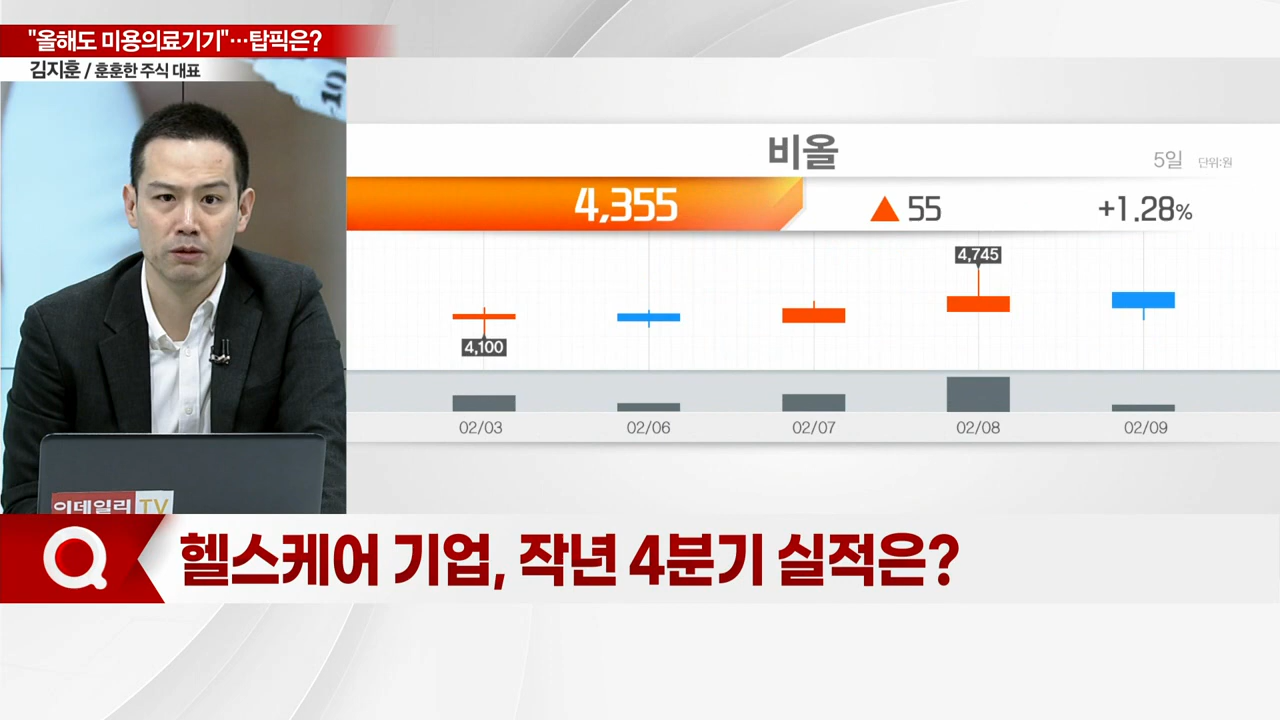 "올해도 미용의료기기"…탑픽은?
김지훈 / 훈훈한 주식 대표
10
비올
5일 단위:원
4,355 ▲ 55 +1.28%
4,745
4,100
02/03 02/06 02/07 02/08 02/09
이데일리 TV
Q 헬스케어 기업, 작년 4분기 실적은?